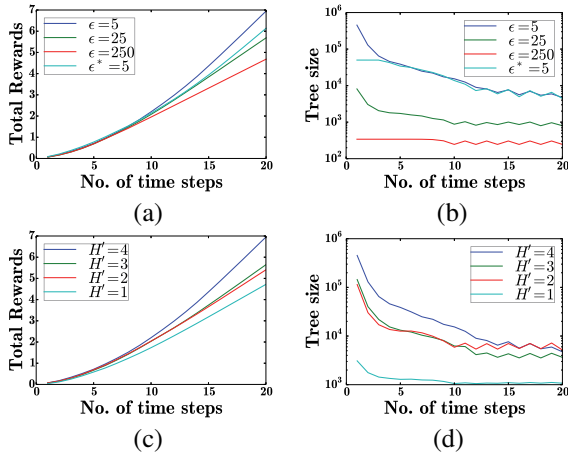 7
6
5
4
3
2
1
0
Total Rewards
ϵ=5
ϵ=25
ϵ=250
ϵ*=5
0 5 10 15 20
No. of time steps
(a)
10^6
10^5
10^4
10^3
10^2
Tree size
ϵ=5
ϵ=25
ϵ=250
ϵ*=5
0 5 10 15 20
No. of time steps
(b)
7
6
5
4
3
2
1
0
Total Rewards
H'=4
H'=3
H'=2
H'=1
0 5 10 15 20
No. of time steps
(c)
10^6
10^5
10^4
10^3
Tree size
H'=4
H'=3
H'=2
H'=1
0 5 10 15 20
No. of time steps
(d)